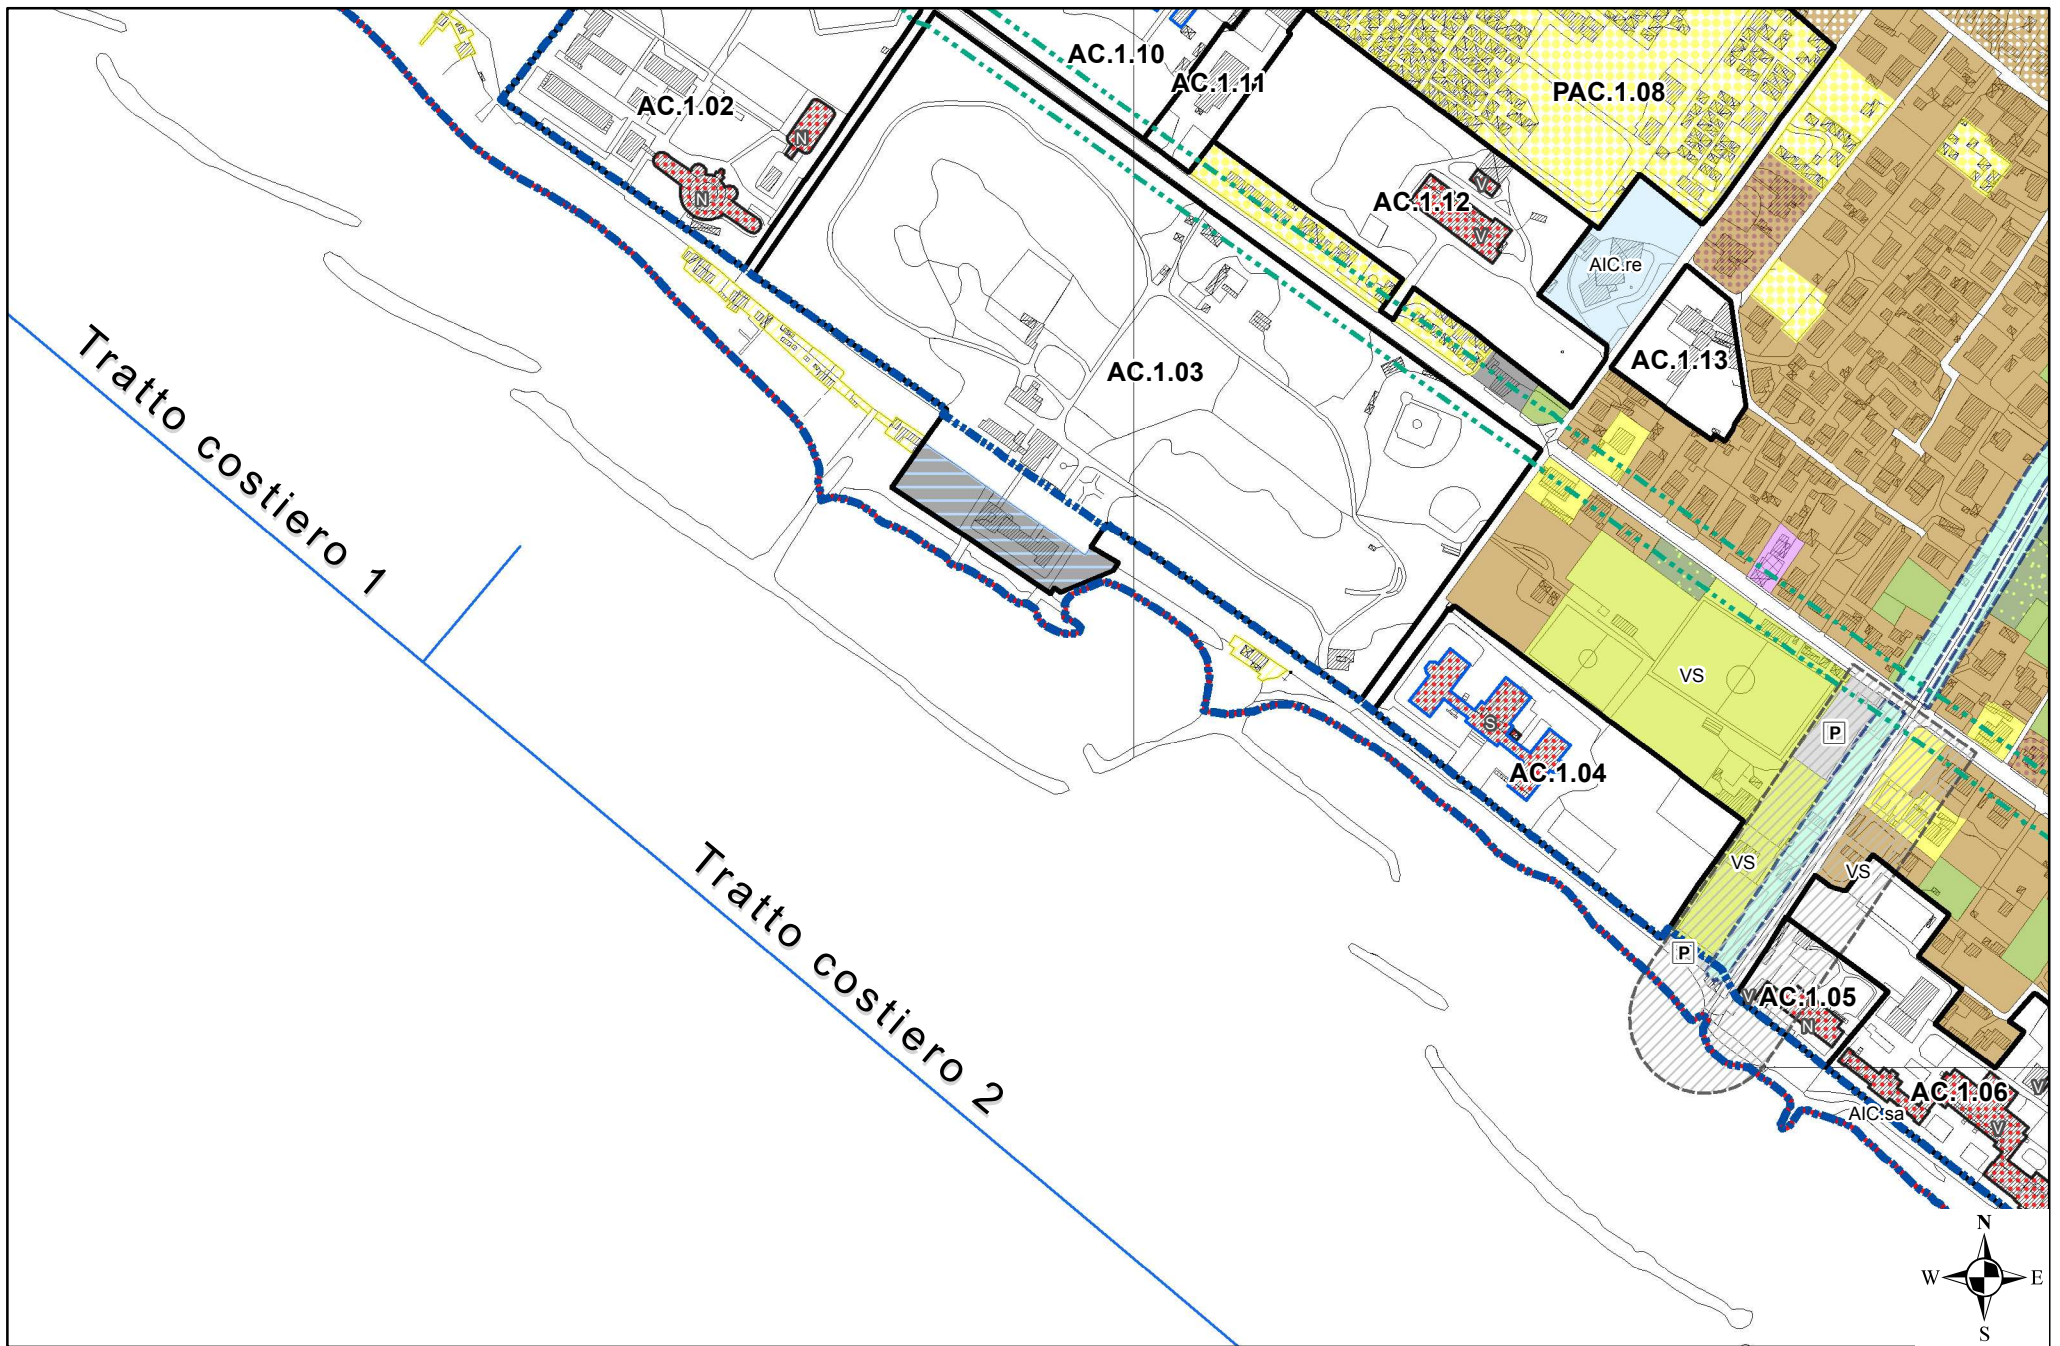 AC.1.10
AC.1.11
PAC.1.08
AC.1.02
N
N
V
AC.1.12
V
AIC.re
AC.1.13
AC.1.03
Tratto costiero 1
VS
S
P
AC.1.04
VS
VS
Tratto costiero 2
P
V
AC.1.05
N
V
AC.1.06
AIC.sa
V
N
W
E
S